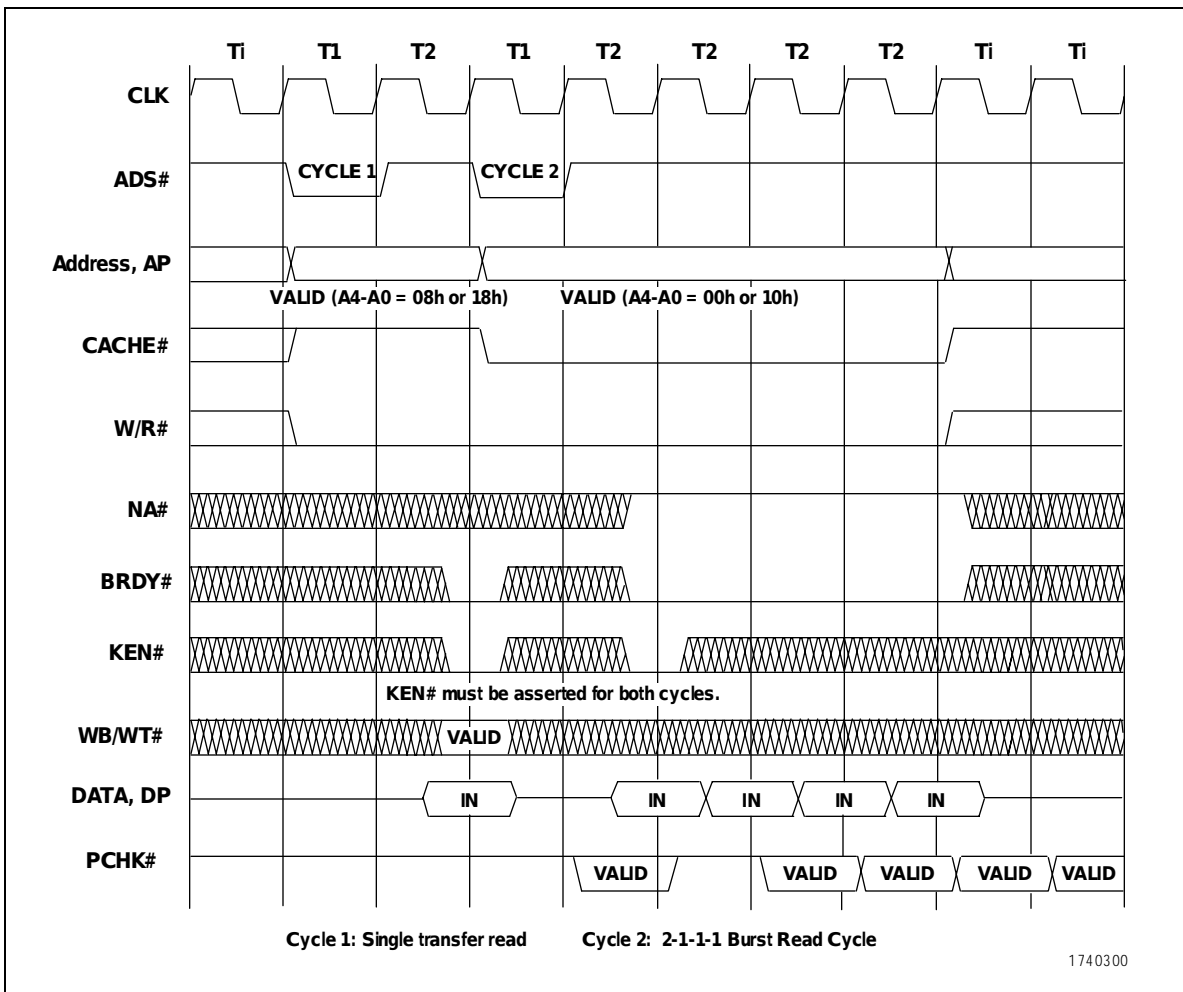 Ti T1 T2 T1 T2 T2 T2 T2 Ti Ti
CLK
ADS# CYCLE 1 CYCLE 2
Address, AP
VALID (A4-A0 = 08h or 18h) VALID (A4-A0 = 00h or 10h)
CACHE#
W/R#
NA#
BRDY#
KEN#
KEN# must be asserted for both cycles.
WB/WT# VALID
DATA, DP IN IN IN IN IN
PCHK# VALID VALID VALID VALID VALID
Cycle 1: Single transfer read Cycle 2: 2-1-1-1 Burst Read Cycle
1740300